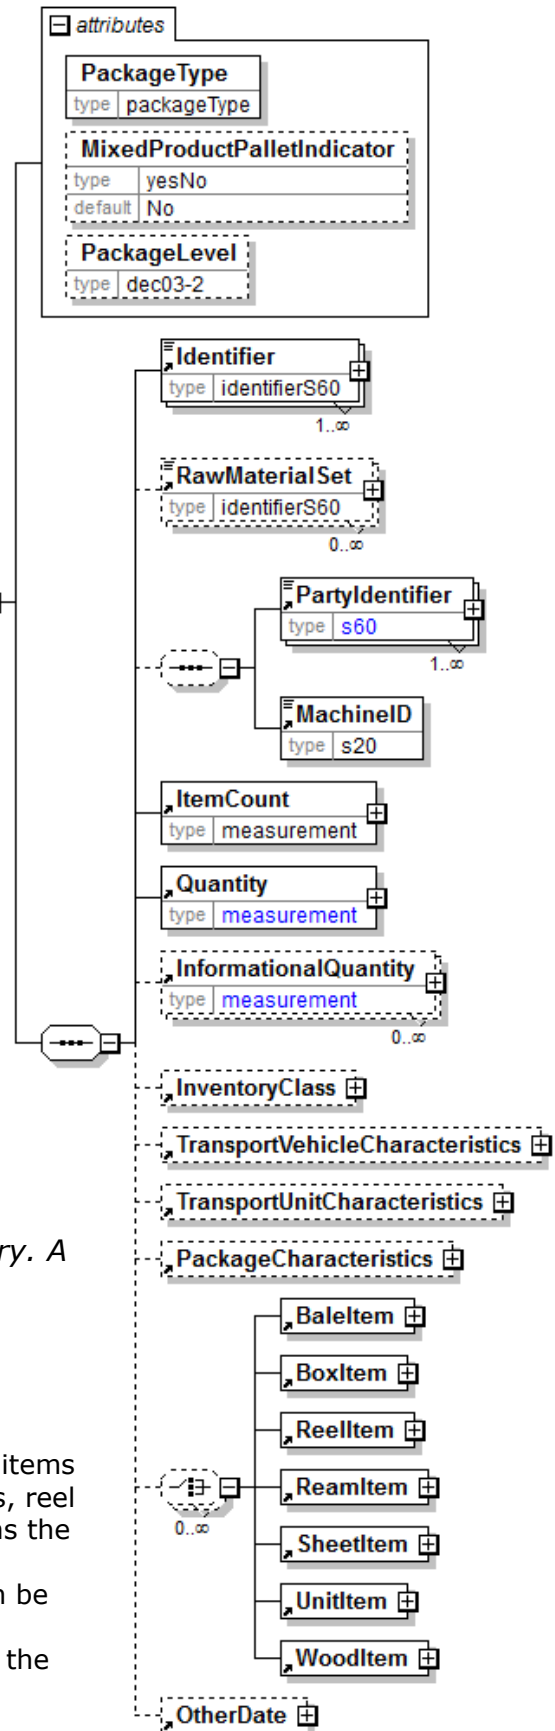 attributes
PackageType
type packageType
MixedProductPalletIndicator
type yesNo
default No
PackageLevel
type dec03-2
Identifier
type identifierS60
1..∞
RawMaterialSet
type identifierS60
0..∞
PartyIdentifier
type s60
1..∞
MachineID
type s20
ItemCount
type measurement
Quantity
type measurement
InformationalQuantity
type measurement
0..∞
InventoryClass
TransportVehicleCharacteristics
TransportUnitCharacteristics
ry. A
PackageCharacteristics
BaleItem
BoxItem
ReelItem
items
ReamItem
s, reel
0..∞
as the
SheetItem
n be
UnitItem
the
WoodItem
OtherDate